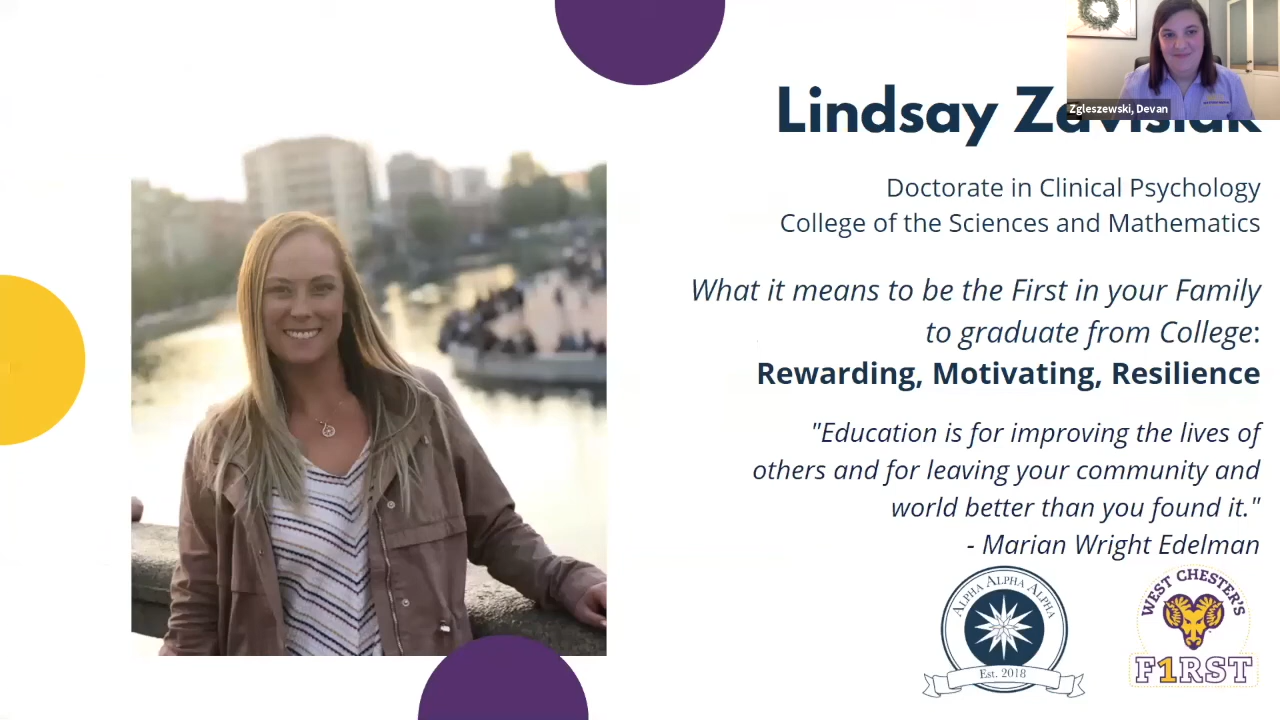 Lindsay
Zgleszewski, Devan
Doctorate in Clinical Psychology
College of the Sciences and Mathematics
What it means to be the First in your Family
to graduate from College:
Rewarding, Motivating, Resilience
"Education is for improving the lives of
others and for leaving your community and
world better than you found it."
- Marian Wright Edelman
ALPHA ALPHA ALPHA
Est. 2018
WEST CHESTER'S
F1RST